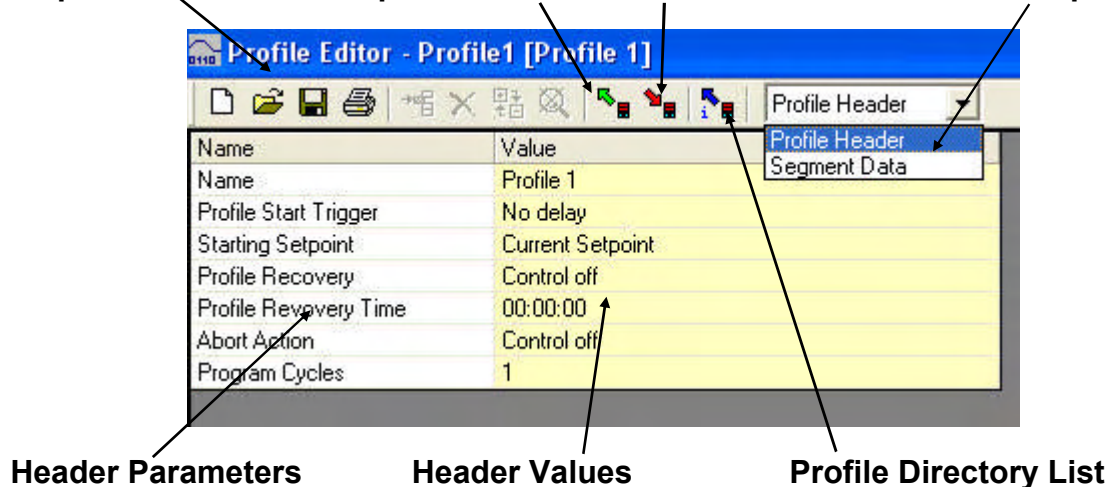 Profile Editor - Profile1 [Profile 1]
Profile Header
Profile Header
Segment Data
Name Value
Name Profile 1
Profile Start Trigger No delay
Starting Setpoint Current Setpoint
Profile Recovery Control off
Profile Revovery Time 00:00:00
Abort Action Control off
Program Cycles 1
Header Parameters Header Values Profile Directory List